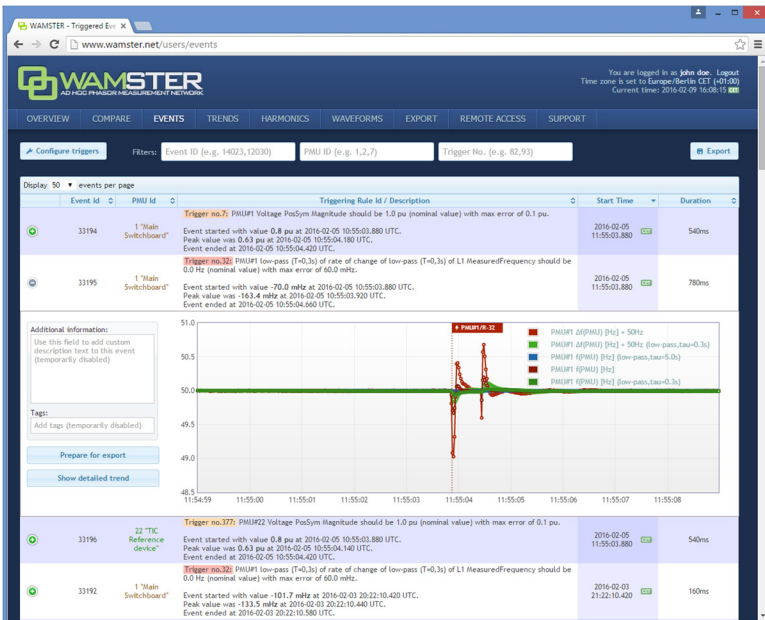 WAMSTER - Triggered Eve
www.wamster.net/users/events
WAMSTER
AD HOC PHASOR MEASUREMENT NETWORK
You are logged in as john doe. Logout
Time zone is set to Europe/Berlin CET (+01:00)
Current time: 2016-02-09 16:08:15 CET
OVERVIEW COMPARE EVENTS TRENDS HARMONICS WAVEFORMS EXPORT REMOTE ACCESS SUPPORT
Configure triggers Filters: Event ID (e.g. 14023,12030) PMU ID (e.g. 1,2,7) Trigger No. (e.g. 82,93) Export
Display 50 events per page
Event Id PMU Id Triggering Rule Id / Description Start Time Duration
Trigger no.7: PMU#1 Voltage PosSym Magnitude should be 1.0 pu (nominal value) with max error of 0.1 pu.
33194 1 "Main Switchboard" 2016-02-05 11:55:03.880 CET 540ms
Event started with value 0.8 pu at 2016-02-05 10:55:03.880 UTC.
Peak value was 0.63 pu at 2016-02-05 10:55:04.180 UTC.
Event ended at 2016-02-05 10:55:04.420 UTC.
Trigger no.32: PMU#1 low-pass (T=0,3s) of rate of change of low-pass (T=0,3s) of L1 MeasuredFrequency should be
0.0 Hz (nominal value) with max error of 60.0 mHz.
33195 1 "Main Switchboard" 2016-02-05 11:55:03.880 CET 780ms
Event started with value -70.0 mHz at 2016-02-05 10:55:03.880 UTC.
Peak value was -163.4 mHz at 2016-02-05 10:55:03.920 UTC.
Event ended at 2016-02-05 10:55:04.660 UTC.
Additional information:
Use this field to add custom
description text to this event
(temporarily disabled)
Tags:
Add tags (temporarily disabled)
Prepare for export
Show detailed trend
51.0
50.5
50.0
49.5
49.0
48.5
PMU#1/R-32
PMU#1 Δf(PMU) [Hz] + 50Hz
PMU#1 Δf(PMU) [Hz] + 50Hz (low-pass,tau=0.3s)
PMU#1 f(PMU) [Hz] (low-pass,tau=5.0s)
PMU#1 f(PMU) [Hz]
PMU#1 f(PMU) [Hz] (low-pass,tau=0.3s)
11:54:59 11:55:00 11:55:01 11:55:02 11:55:03 11:55:04 11:55:05 11:55:06 11:55:07 11:55:08
Trigger no.377: PMU#22 Voltage PosSym Magnitude should be 1.0 pu (nominal value) with max error of 0.1 pu.
33196 22 "TIC Reference device" 2016-02-05 11:55:03.880 CET 540ms
Event started with value 0.8 pu at 2016-02-05 10:55:03.880 UTC.
Peak value was 0.63 pu at 2016-02-05 10:55:04.140 UTC.
Event ended at 2016-02-05 10:55:04.420 UTC.
Trigger no.32: PMU#1 low-pass (T=0,3s) of rate of change of low-pass (T=0,3s) of L1 MeasuredFrequency should be
0.0 Hz (nominal value) with max error of 60.0 mHz.
33192 1 "Main Switchboard" 2016-02-03 21:22:10.420 CET 160ms
Event started with value -101.7 mHz at 2016-02-03 20:22:10.420 UTC.
Peak value was -133.5 mHz at 2016-02-03 20:22:10.440 UTC.
Event ended at 2016-02-03 20:22:10.580 UTC.